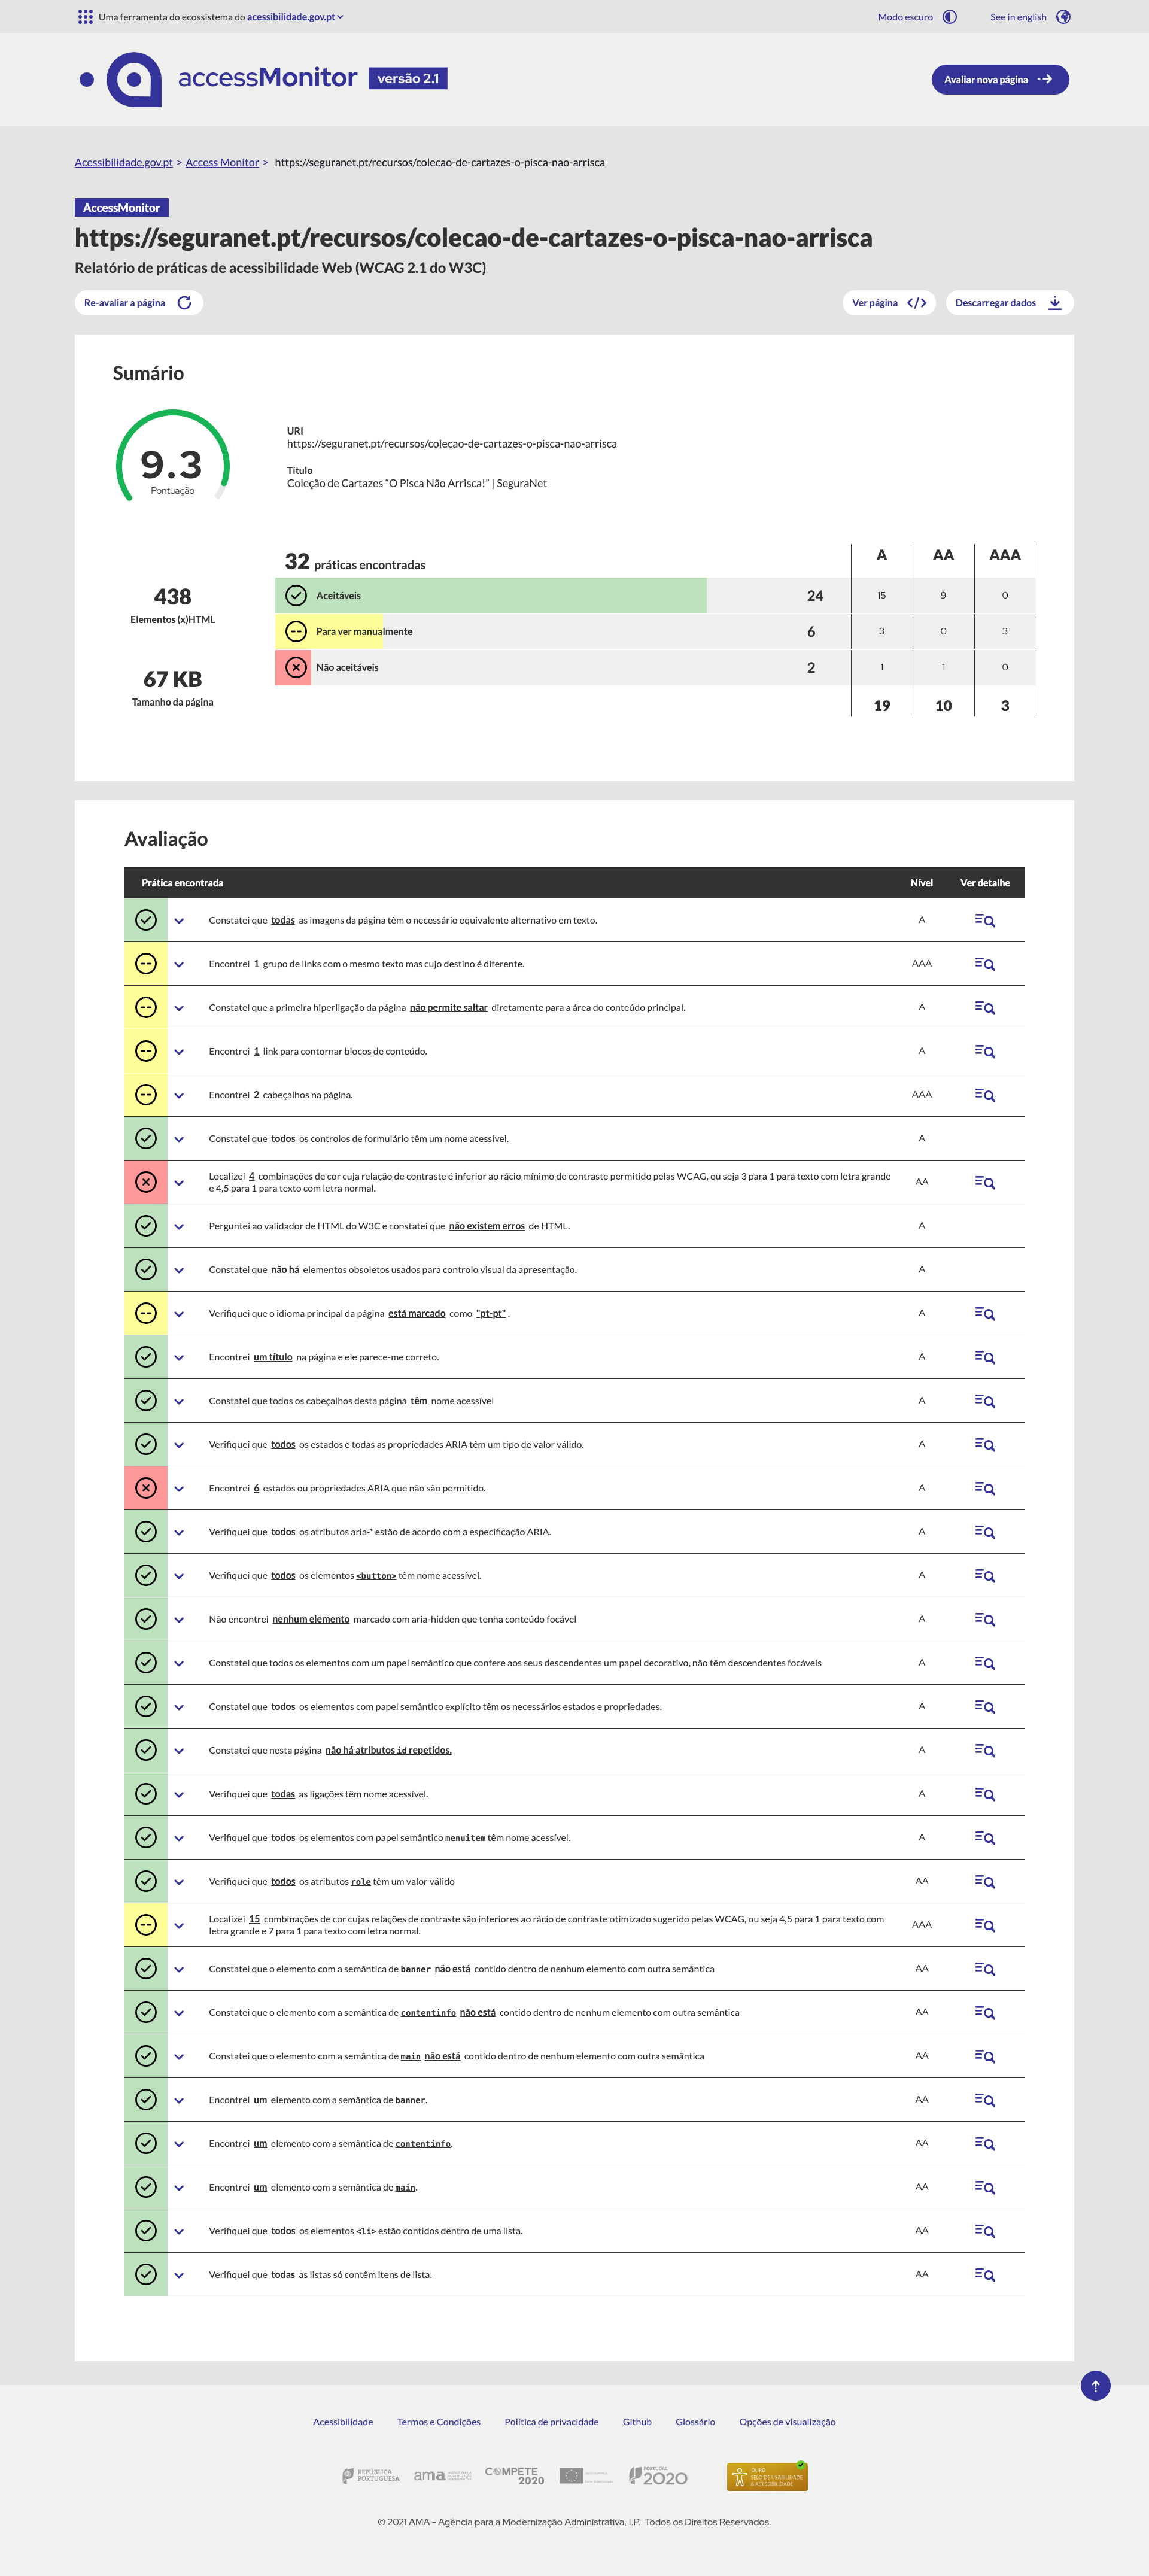 Uma ferramenta do ecossistema do acessibilidade.gov.pt
Modo escuro
See in english
accessMonitor versão 2.1
Avaliar nova página
Acessibilidade.gov.pt > Access Monitor > https://seguranet.pt/recursos/colecao-de-cartazes-o-pisca-nao-arrisca
AccessMonitor
https://seguranet.pt/recursos/colecao-de-cartazes-o-pisca-nao-arrisca
Relatório de práticas de acessibilidade Web (WCAG 2.1 do W3C)
Re-avaliar a página
Ver página
Descarregar dados
Sumário
9.3
Pontuação
URI
https://seguranet.pt/recursos/colecao-de-cartazes-o-pisca-nao-arrisca
Título
Coleção de Cartazes “O Pisca Não Arrisca!” | SeguraNet
438
Elementos (x)HTML
67 KB
Tamanho da página
32 práticas encontradas A AA AAA
Aceitáveis 24 15 9 0
Para ver manualmente 6 3 0 3
Não aceitáveis 2 1 1 0
19 10 3
Avaliação
Prática encontrada Nível Ver detalhe
Constatei que todas as imagens da página têm o necessário equivalente alternativo em texto. A
Encontrei 1 grupo de links com o mesmo texto mas cujo destino é diferente. AAA
Constatei que a primeira hiperligação da página não permite saltar diretamente para a área do conteúdo principal. A
Encontrei 1 link para contornar blocos de conteúdo. A
Encontrei 2 cabeçalhos na página. AAA
Constatei que todos os controlos de formulário têm um nome acessível. A
Localizei 4 combinações de cor cuja relação de contraste é inferior ao rácio mínimo de contraste permitido pelas WCAG, ou seja 3 para 1 para texto com letra grande
e 4,5 para 1 para texto com letra normal. AA
Perguntei ao validador de HTML do W3C e constatei que não existem erros de HTML. A
Constatei que não há elementos obsoletos usados para controlo visual da apresentação. A
Verifiquei que o idioma principal da página está marcado como "pt-pt" . A
Encontrei um título na página e ele parece-me correto. A
Constatei que todos os cabeçalhos desta página têm nome acessível A
Verifiquei que todos os estados e todas as propriedades ARIA têm um tipo de valor válido. A
Encontrei 6 estados ou propriedades ARIA que não são permitido. A
Verifiquei que todos os atributos aria-* estão de acordo com a especificação ARIA. A
Verifiquei que todos os elementos <button> têm nome acessível. A
Não encontrei nenhum elemento marcado com aria-hidden que tenha conteúdo focável A
Constatei que todos os elementos com um papel semântico que confere aos seus descendentes um papel decorativo, não têm descendentes focáveis A
Constatei que todos os elementos com papel semântico explícito têm os necessários estados e propriedades. A
Constatei que nesta página não há atributos id repetidos. A
Verifiquei que todas as ligações têm nome acessível. A
Verifiquei que todos os elementos com papel semântico menuitem têm nome acessível. A
Verifiquei que todos os atributos role têm um valor válido AA
Localizei 15 combinações de cor cujas relações de contraste são inferiores ao rácio de contraste otimizado sugerido pelas WCAG, ou seja 4,5 para 1 para texto com
letra grande e 7 para 1 para texto com letra normal. AAA
Constatei que o elemento com a semântica de banner não está contido dentro de nenhum elemento com outra semântica AA
Constatei que o elemento com a semântica de contentinfo não está contido dentro de nenhum elemento com outra semântica AA
Constatei que o elemento com a semântica de main não está contido dentro de nenhum elemento com outra semântica AA
Encontrei um elemento com a semântica de banner. AA
Encontrei um elemento com a semântica de contentinfo. AA
Encontrei um elemento com a semântica de main. AA
Verifiquei que todos os elementos <li> estão contidos dentro de uma lista. AA
Verifiquei que todas as listas só contêm itens de lista. AA
Acessibilidade Termos e Condições Política de privacidade Github Glossário Opções de visualização
REPÚBLICA
PORTUGUESA
ama
COMPETE
2020
PORTUGAL
2020
OURO
SELO DE USABILIDADE
& ACESSIBILIDADE
© 2021 AMA - Agência para a Modernização Administrativa, I.P. Todos os Direitos Reservados.